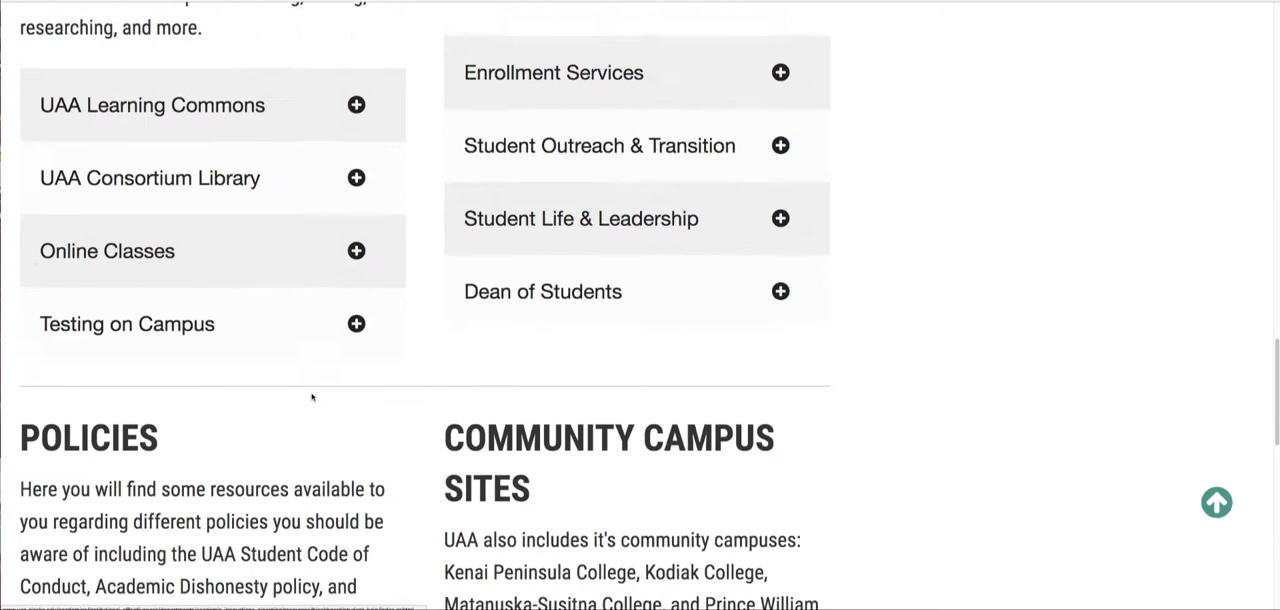 researching, and more.
UAA Learning Commons
UAA Consortium Library
Online Classes
Testing on Campus
Enrollment Services
Student Outreach & Transition
Student Life & Leadership
Dean of Students
POLICIES
Here you will find some resources available to
you regarding different policies you should be
aware of including the UAA Student Code of
Conduct, Academic Dishonesty policy, and
COMMUNITY CAMPUS
SITES
UAA also includes it's community campuses:
Kenai Peninsula College, Kodiak College,
Matanuska-Susitna College, and Prince William